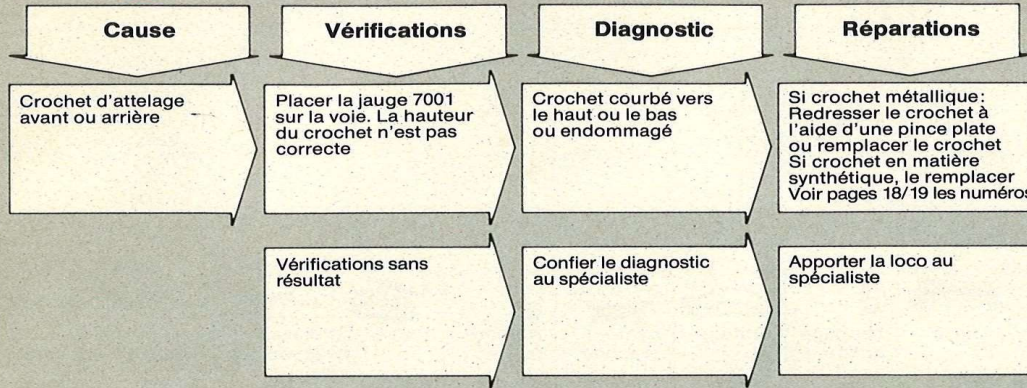 Cause
Vérifications
Diagnostic
Réparations
Crochet d'attelage
avant ou arrière
Placer la jauge 7001
sur la voie. La hauteur
du crochet n'est pas
correcte
Crochet courbé vers
le haut ou le bas
ou endommagé
Si crochet métallique:
Redresser le crochet à
l'aide d'une pince plate
ou remplacer le crochet
Si crochet en matière
synthétique, le remplacer
Voir pages 18/19 les numéros
Vérifications sans
résultat
Confier le diagnostic
au spécialiste
Apporter la loco au
spécialiste